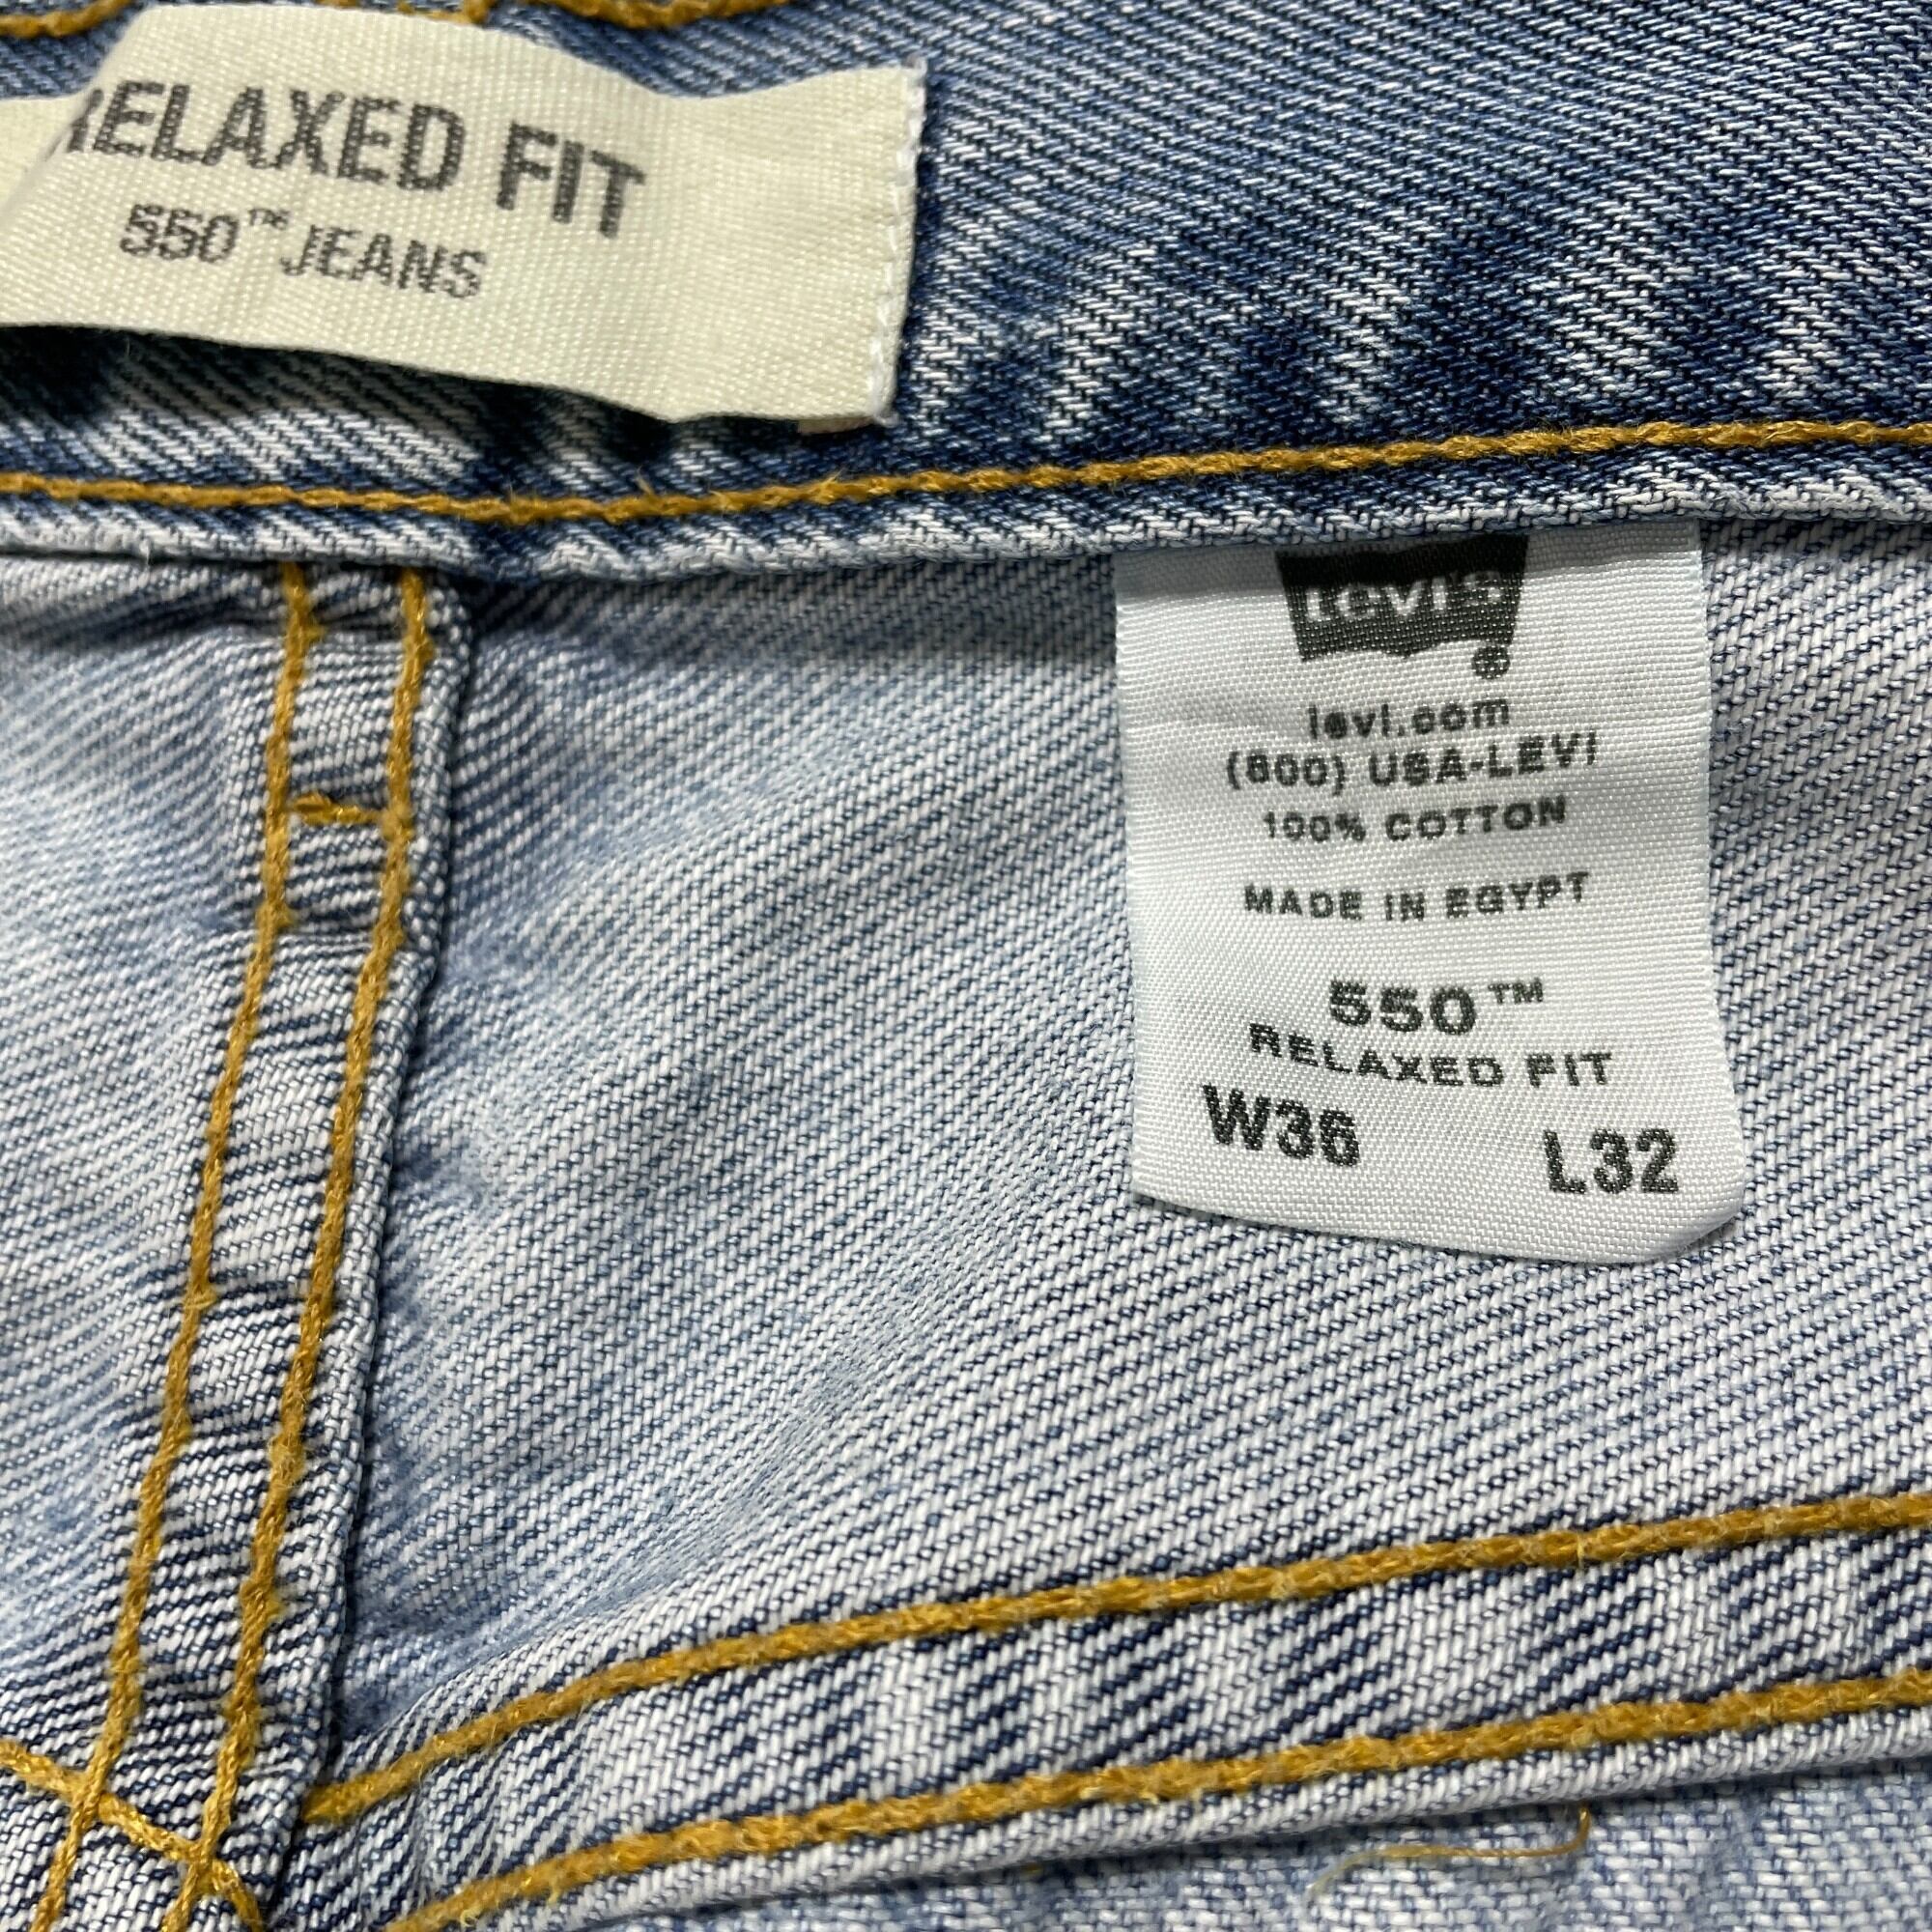 RELAXED FIT
550™ JEANS
Levi's
®
levi.com
(800) USA-LEVI
100% COTTON
MADE IN EGYPT
550™
RELAXED FIT
W36 L32